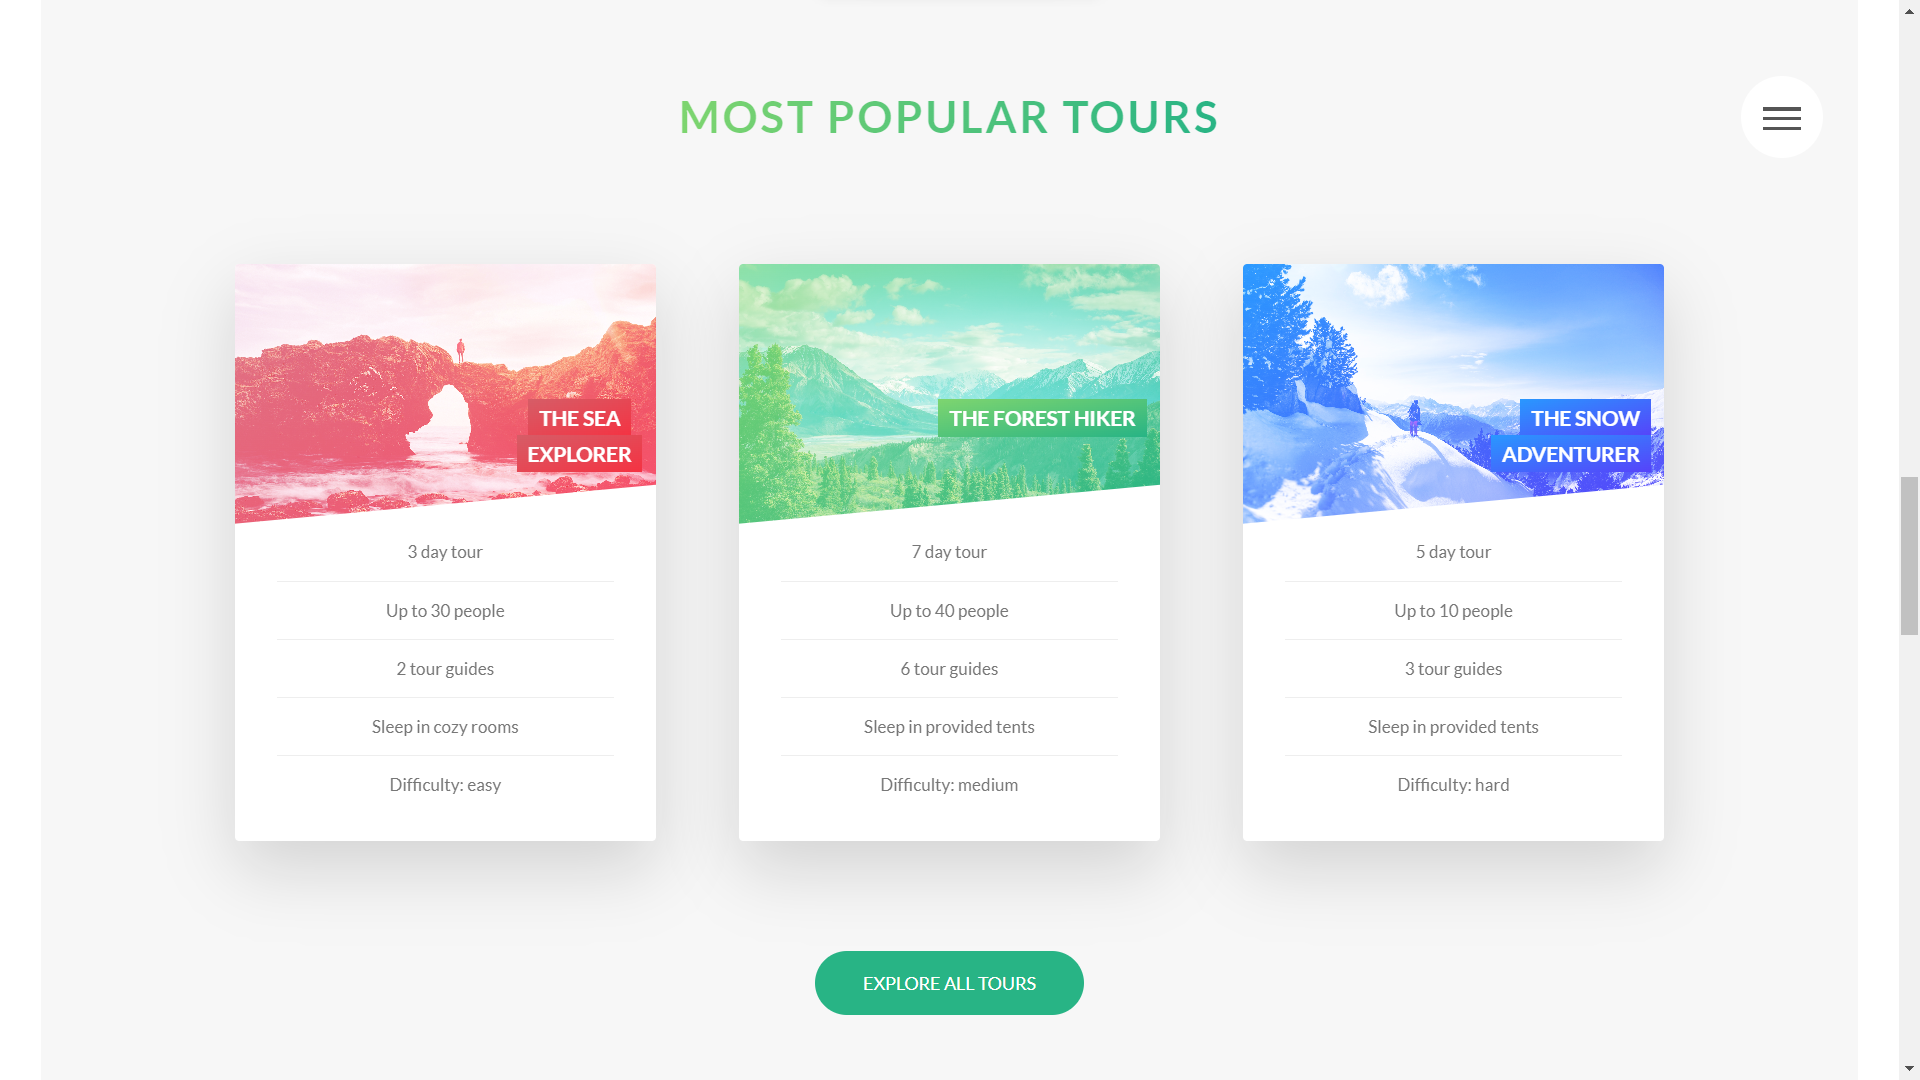 MOST POPULAR TOURS
THE SEA
EXPLORER
3 day tour
Up to 30 people
2 tour guides
Sleep in cozy rooms
Difficulty: easy
THE FOREST HIKER
7 day tour
Up to 40 people
6 tour guides
Sleep in provided tents
Difficulty: medium
THE SNOW
ADVENTURER
5 day tour
Up to 10 people
3 tour guides
Sleep in provided tents
Difficulty: hard
EXPLORE ALL TOURS